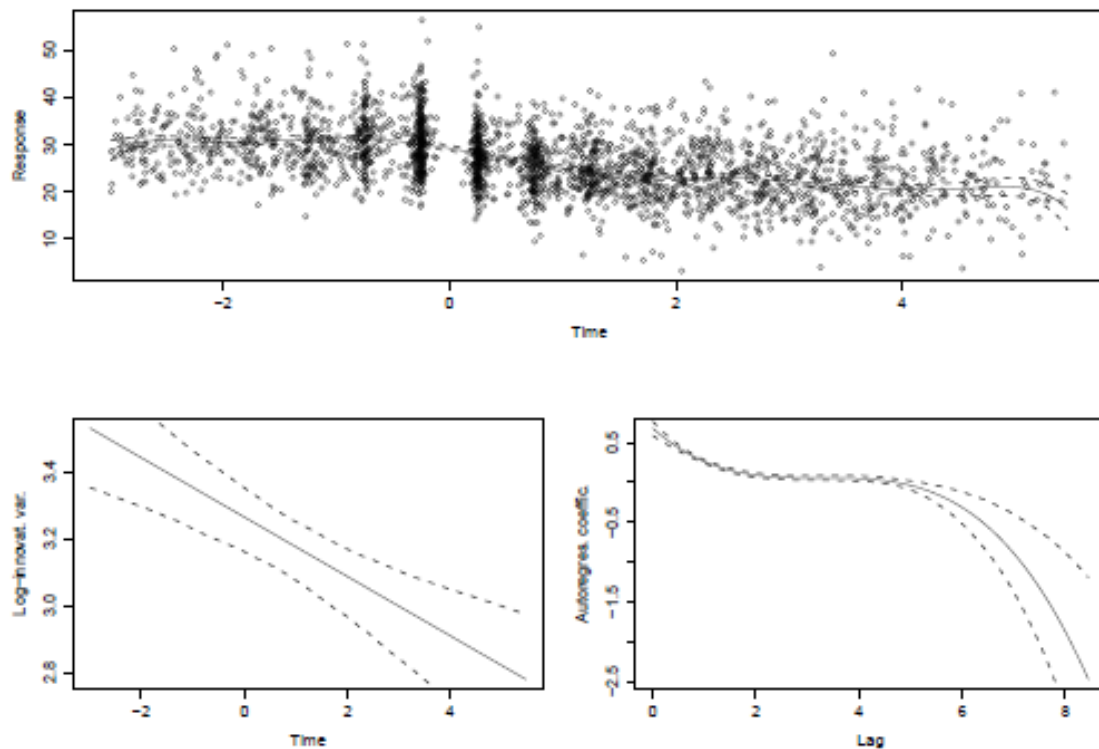 50
40
30
20
10
Response
−2 0 2 4
Time
3.4
3.2
3.0
2.8
Log−innovat. var.
−2 0 2 4
Time
0.5
−0.5
−1.5
−2.5
Autoregres. coeffic.
0 2 4 6 8
Lag